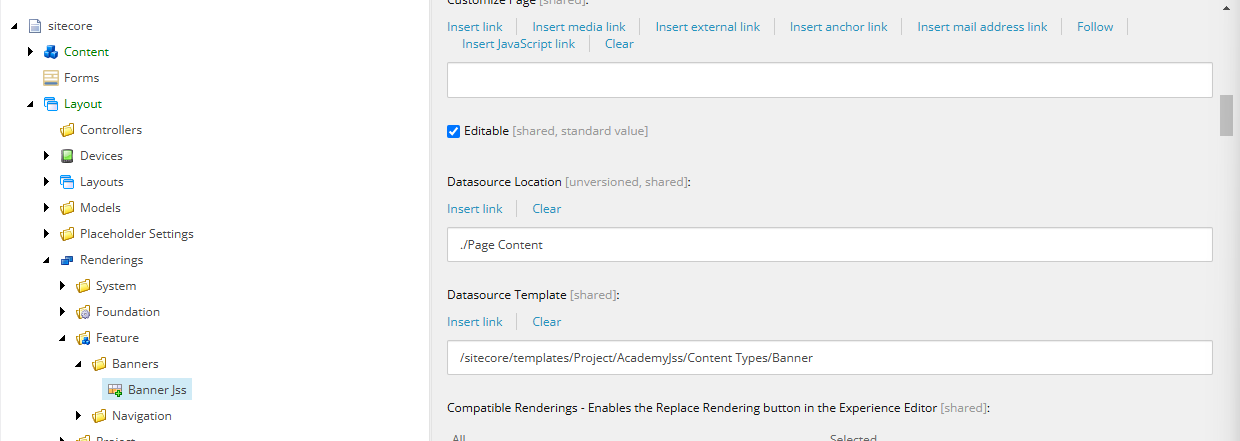 sitecore
Content
Forms
Layout
Controllers
Devices
Layouts
Models
Placeholder Settings
Renderings
System
Foundation
Feature
Banners
Banner Jss
Navigation
Project
Customize Page [shared]:
Insert link Insert media link Insert external link Insert anchor link Insert mail address link Follow
Insert JavaScript link Clear
Editable [shared, standard value]
Datasource Location [unversioned, shared]:
Insert link Clear
./Page Content
Datasource Template [shared]:
Insert link Clear
/sitecore/templates/Project/AcademyJss/Content Types/Banner
Compatible Renderings - Enables the Replace Rendering button in the Experience Editor [shared]:
All Selected